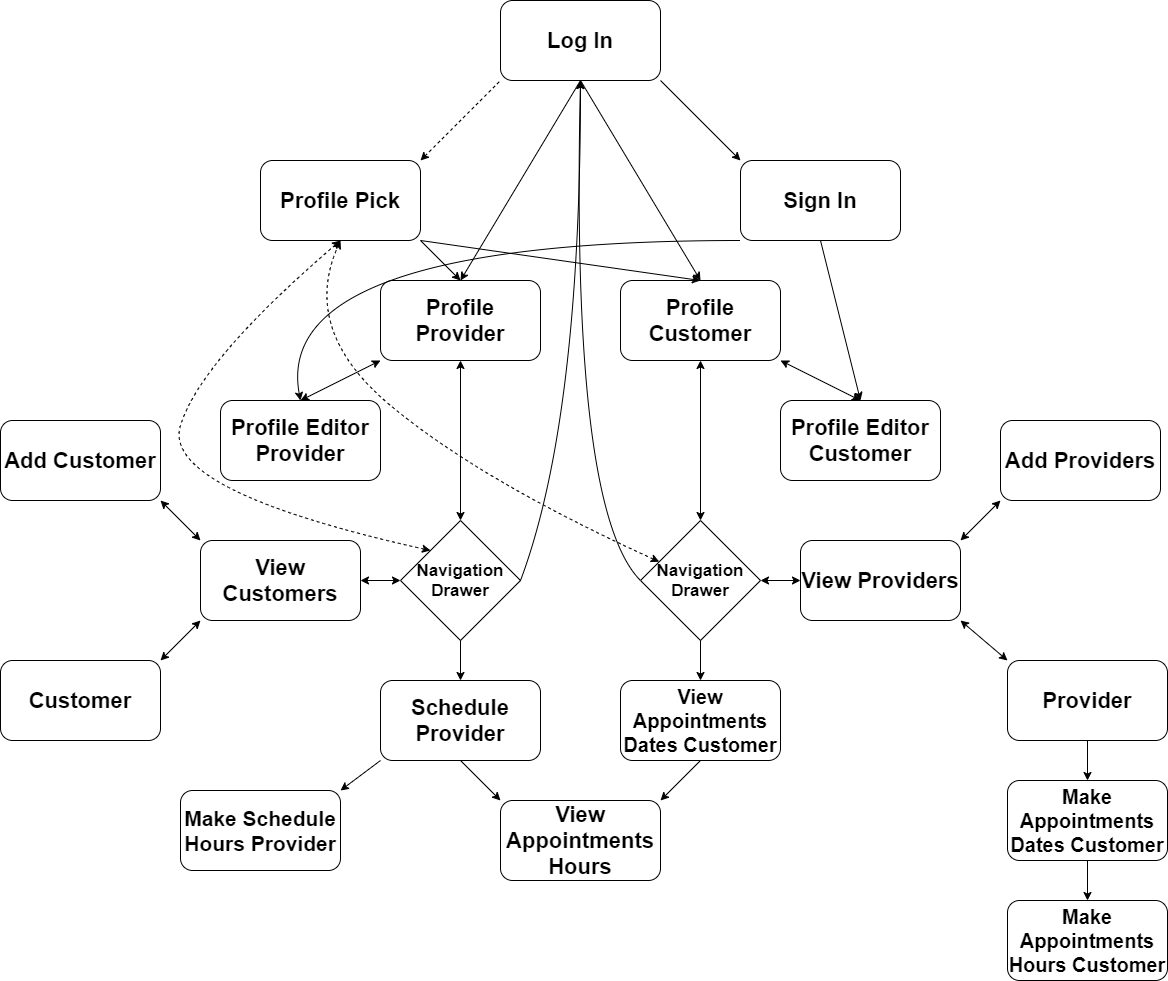 Log In
Profile Pick
Sign In
Profile
Provider
Profile
Customer
Profile Editor
Provider
Profile Editor
Customer
Add Customer
Add Providers
View
Customers
Navigation
Drawer
Navigation
Drawer
View Providers
Customer
Schedule
Provider
View
Appointments
Dates Customer
Provider
Make Schedule
Hours Provider
View
Appointments
Hours
Make
Appointments
Dates Customer
Make
Appointments
Hours Customer